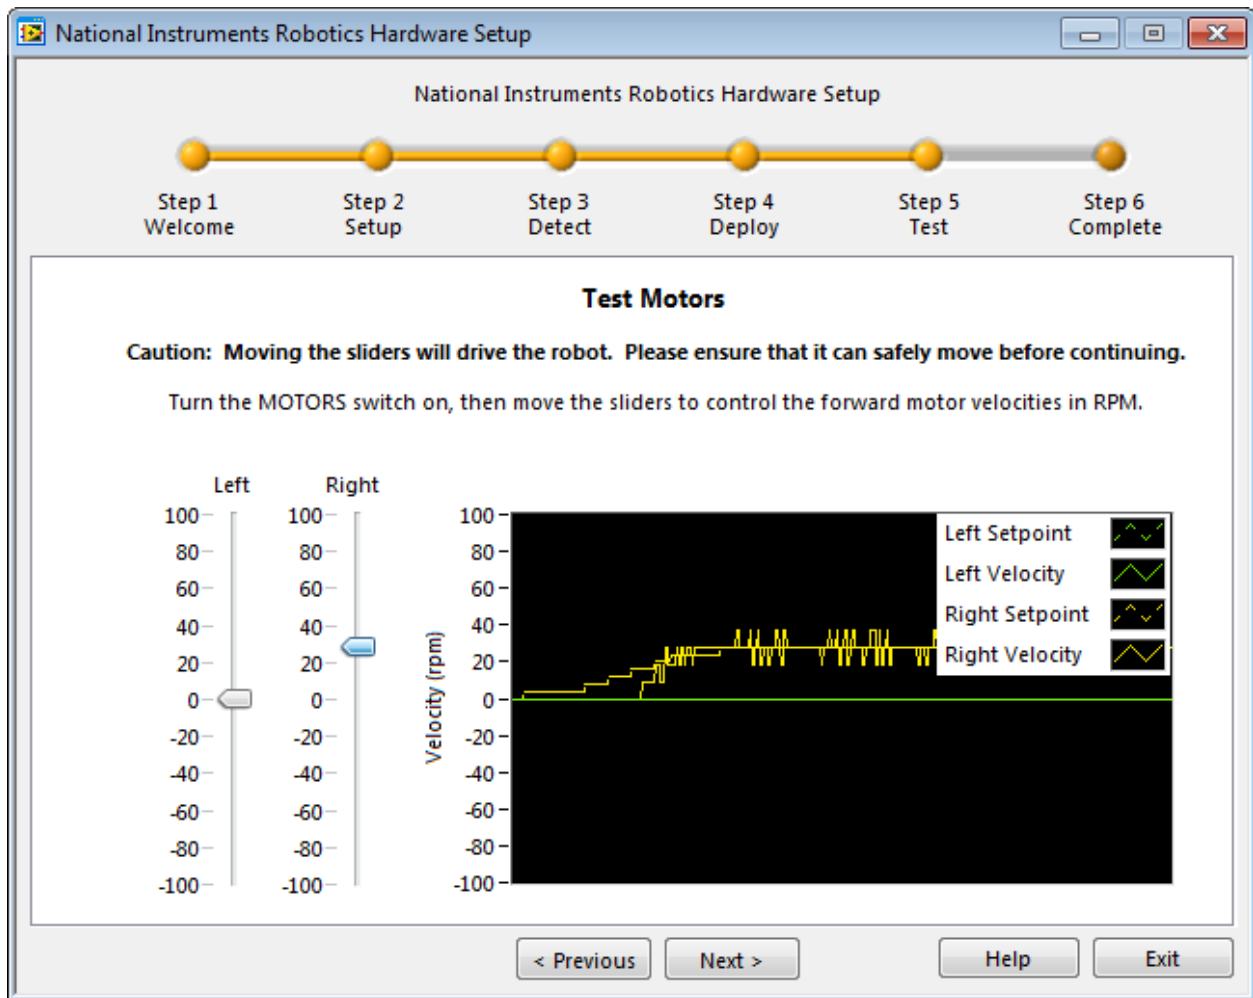 National Instruments Robotics Hardware Setup
National Instruments Robotics Hardware Setup
Step 1 Step 2 Step 3 Step 4 Step 5 Step 6
Welcome Setup Detect Deploy Test Complete
Test Motors
Caution: Moving the sliders will drive the robot. Please ensure that it can safely move before continuing.
Turn the MOTORS switch on, then move the sliders to control the forward motor velocities in RPM.
Left
100
80
60
40
20
0
-20
-40
-60
-80
-100
Right
100
80
60
40
20
0
-20
-40
-60
-80
-100
Velocity (rpm)
100
80
60
40
20
0
-20
-40
-60
-80
-100
Left Setpoint
Left Velocity
Right Setpoint
Right Velocity
< Previous Next > Help Exit